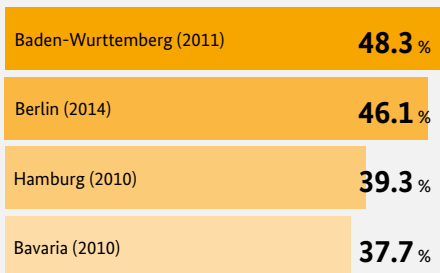 Baden-Wurttemberg (2011) 48.3 %
Berlin (2014) 46.1 %
Hamburg (2010) 39.3 %
Bavaria (2010) 37.7 %